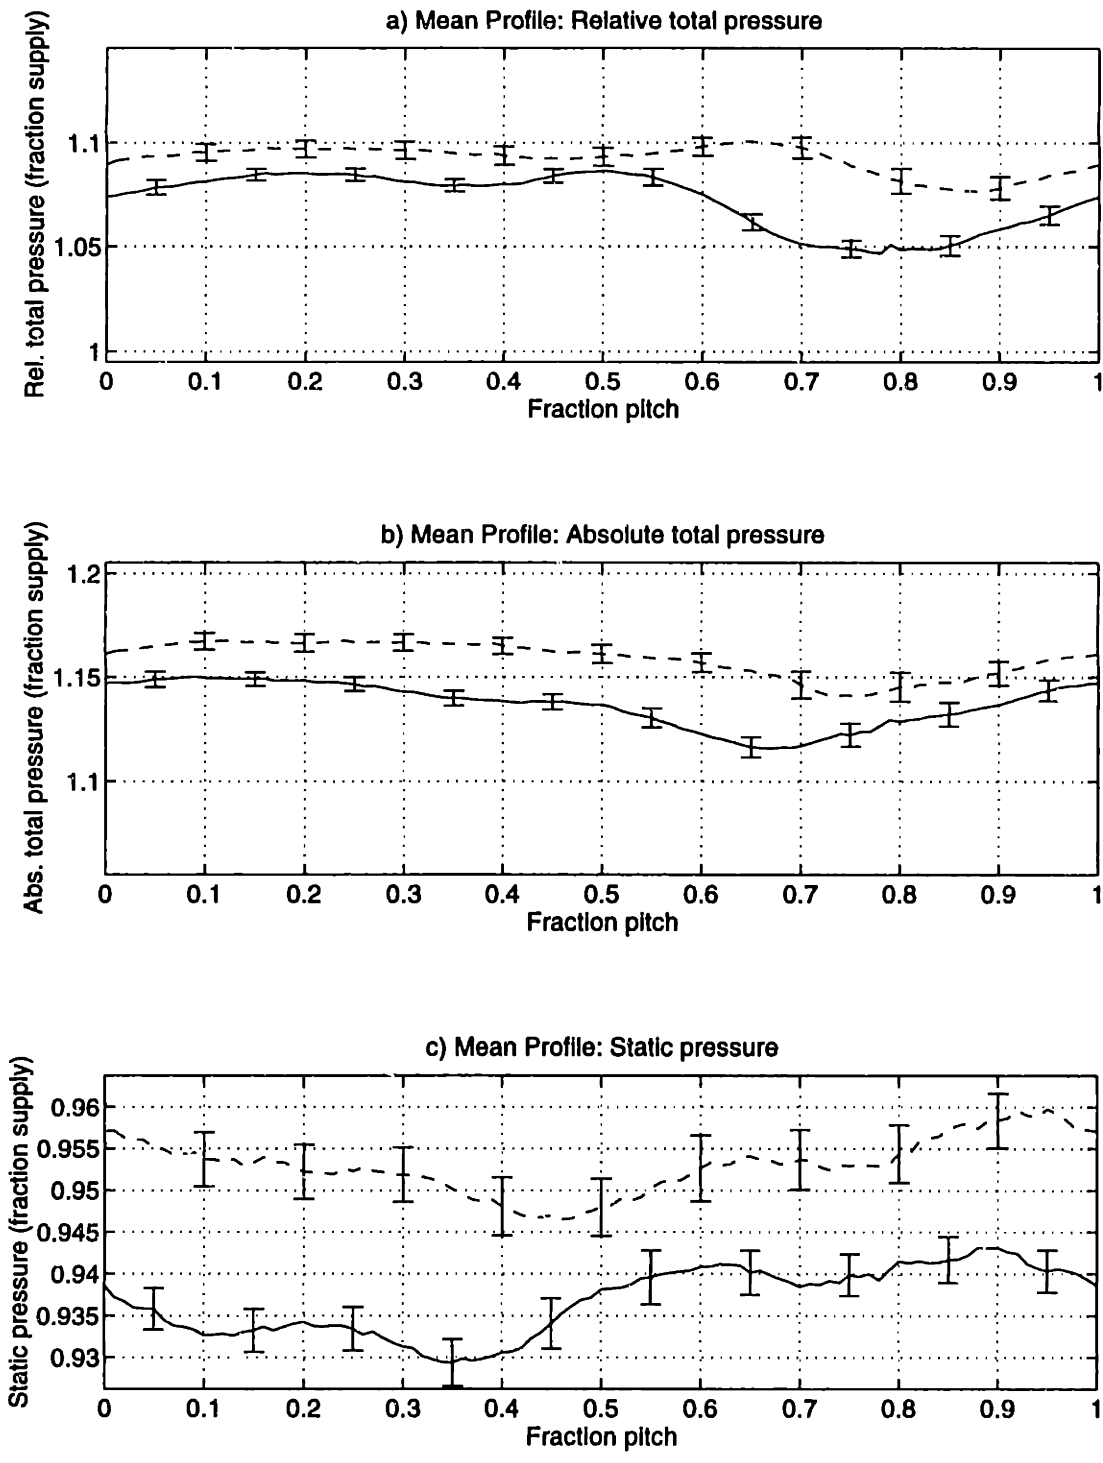 a) Mean Profile: Relative total pressure
Rel. total pressure (fraction supply)
1.1
1.05
1
0 0.1 0.2 0.3 0.4 0.5 0.6 0.7 0.8 0.9 1
Fraction pitch
b) Mean Profile: Absolute total pressure
Abs. total pressure (fraction supply)
1.2
1.15
1.1
0 0.1 0.2 0.3 0.4 0.5 0.6 0.7 0.8 0.9 1
Fraction pitch
c) Mean Profile: Static pressure
Static pressure (fraction supply)
0.96
0.955
0.95
0.945
0.94
0.935
0.93
0 0.1 0.2 0.3 0.4 0.5 0.6 0.7 0.8 0.9 1
Fraction pitch